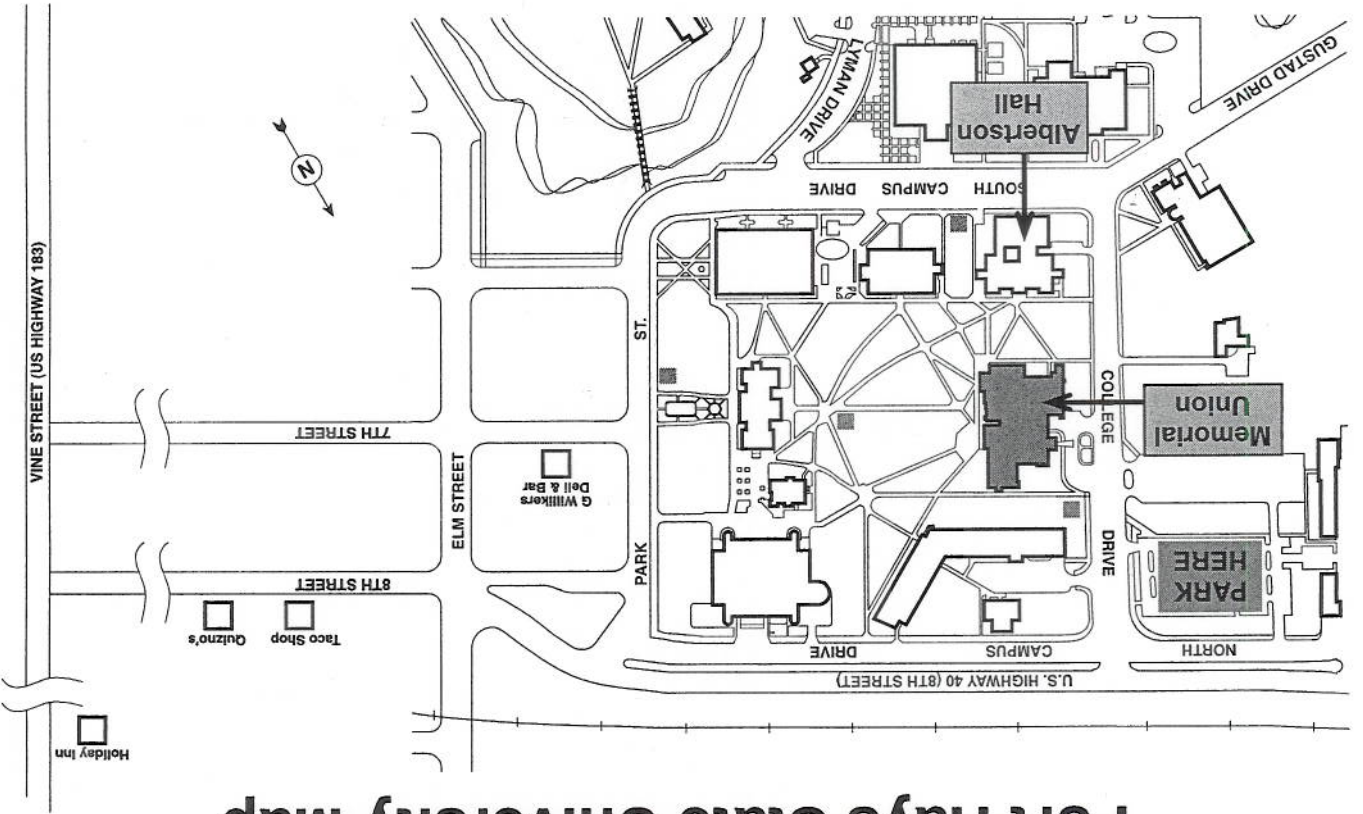 Fort Hays State University map
Holiday Inn
U.S. HIGHWAY 40 (8TH STREET)
NORTH
CAMPUS
DRIVE
Taco Shop
Quizno's
PARK
HERE
8TH STREET
COLLEGE
DRIVE
PARK
ST.
ELM STREET
G Willikers
Deli & Bar
VINE STREET (US HIGHWAY 183)
Memorial
Union
7TH STREET
SOUTH
CAMPUS
DRIVE
N
Albertson
Hall
LYMAN DRIVE
GUSTAD DRIVE